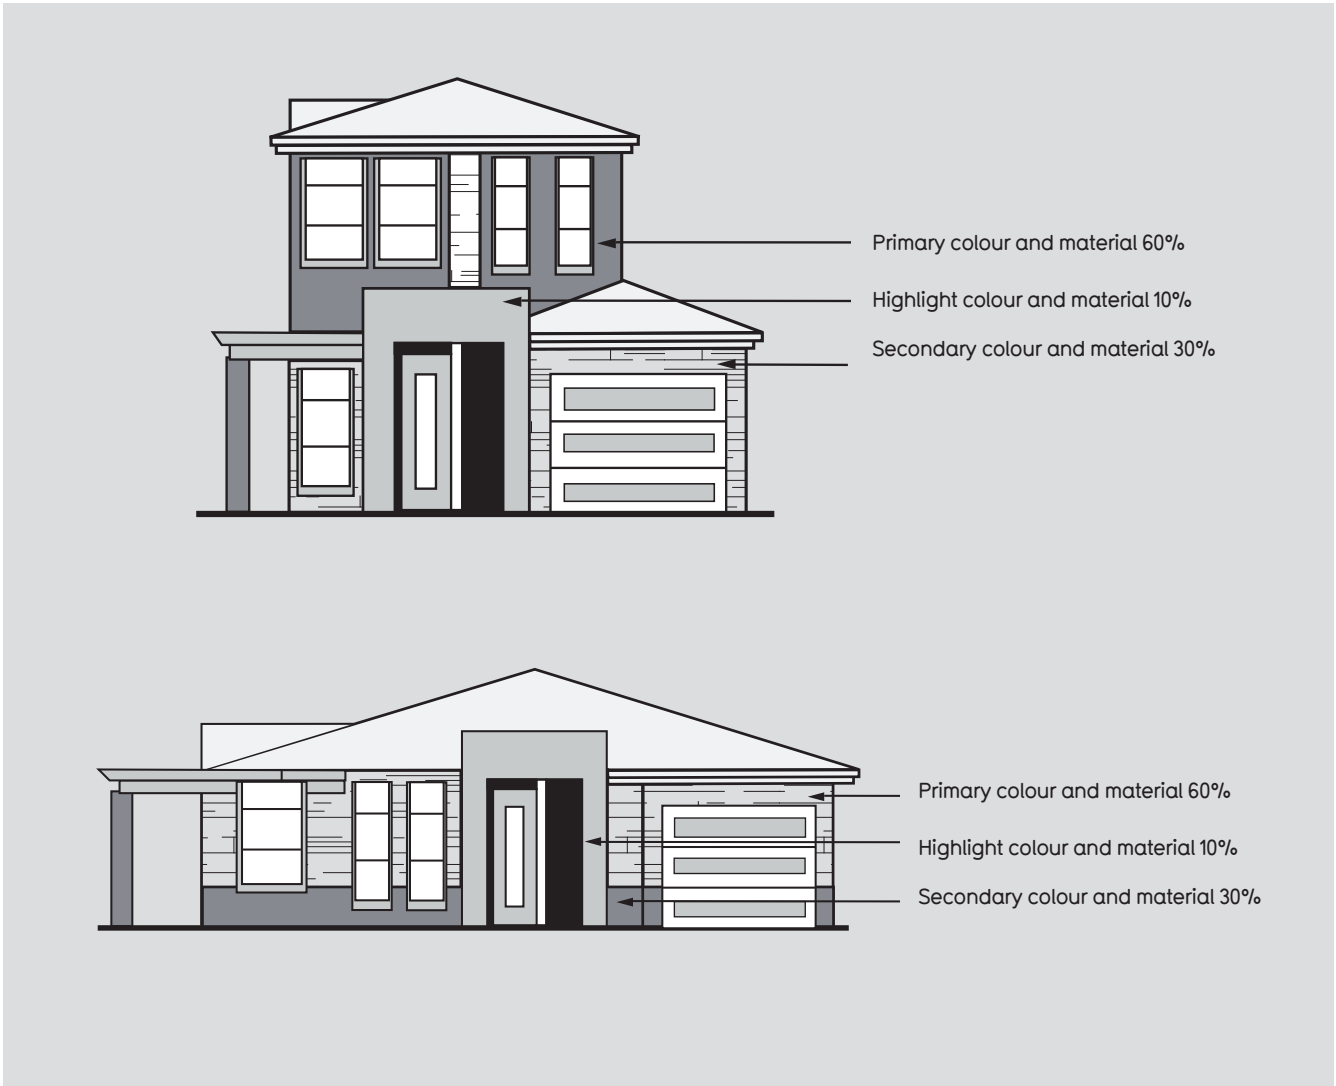 Primary colour and material 60%
Highlight colour and material 10%
Secondary colour and material 30%
Primary colour and material 60%
Highlight colour and material 10%
Secondary colour and material 30%